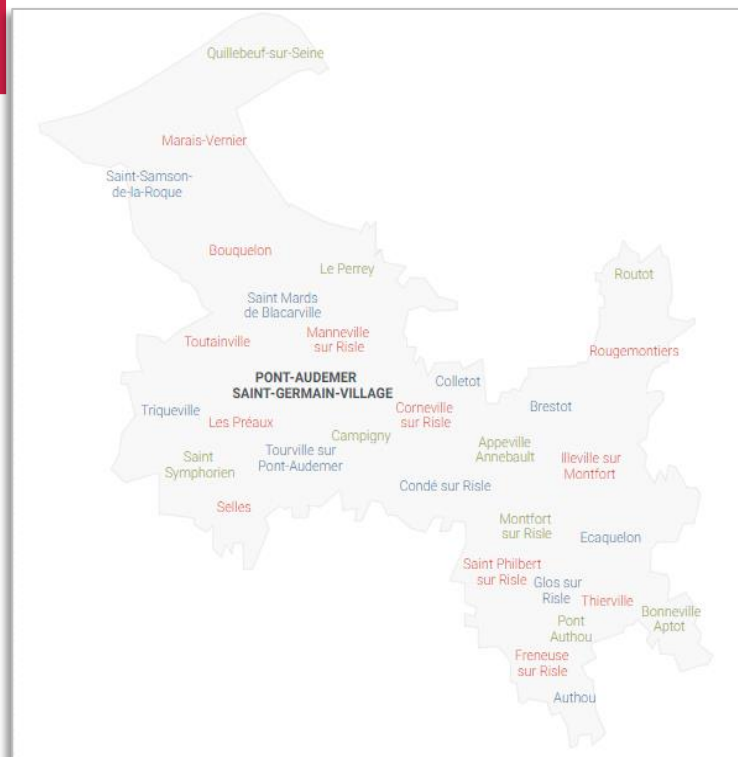 Quillebeuf-sur-Seine
Marais-Vernier
Saint-Samson-
de-la-Roque
Bouquelon
Le Perrey
Routot
Saint Mards
de Blacarville
Toutainville
Manneville
sur Risle
Rougemontiers
PONT-AUDEMER
SAINT-GERMAIN-VILLAGE
Colletot
Triqueville
Les Préaux
Corneville
sur Risle
Brestot
Campigny
Saint
Symphorien
Tourville sur
Pont-Audemer
Appeville
Annebault
Illeville sur
Montfort
Condé sur Risle
Selles
Montfort
sur Risle
Ecaquelon
Saint Philbert
sur Risle
Glos sur
Risle
Thierville
Bonneville
Aptot
Pont
Authou
Freneuse
sur Risle
Authou